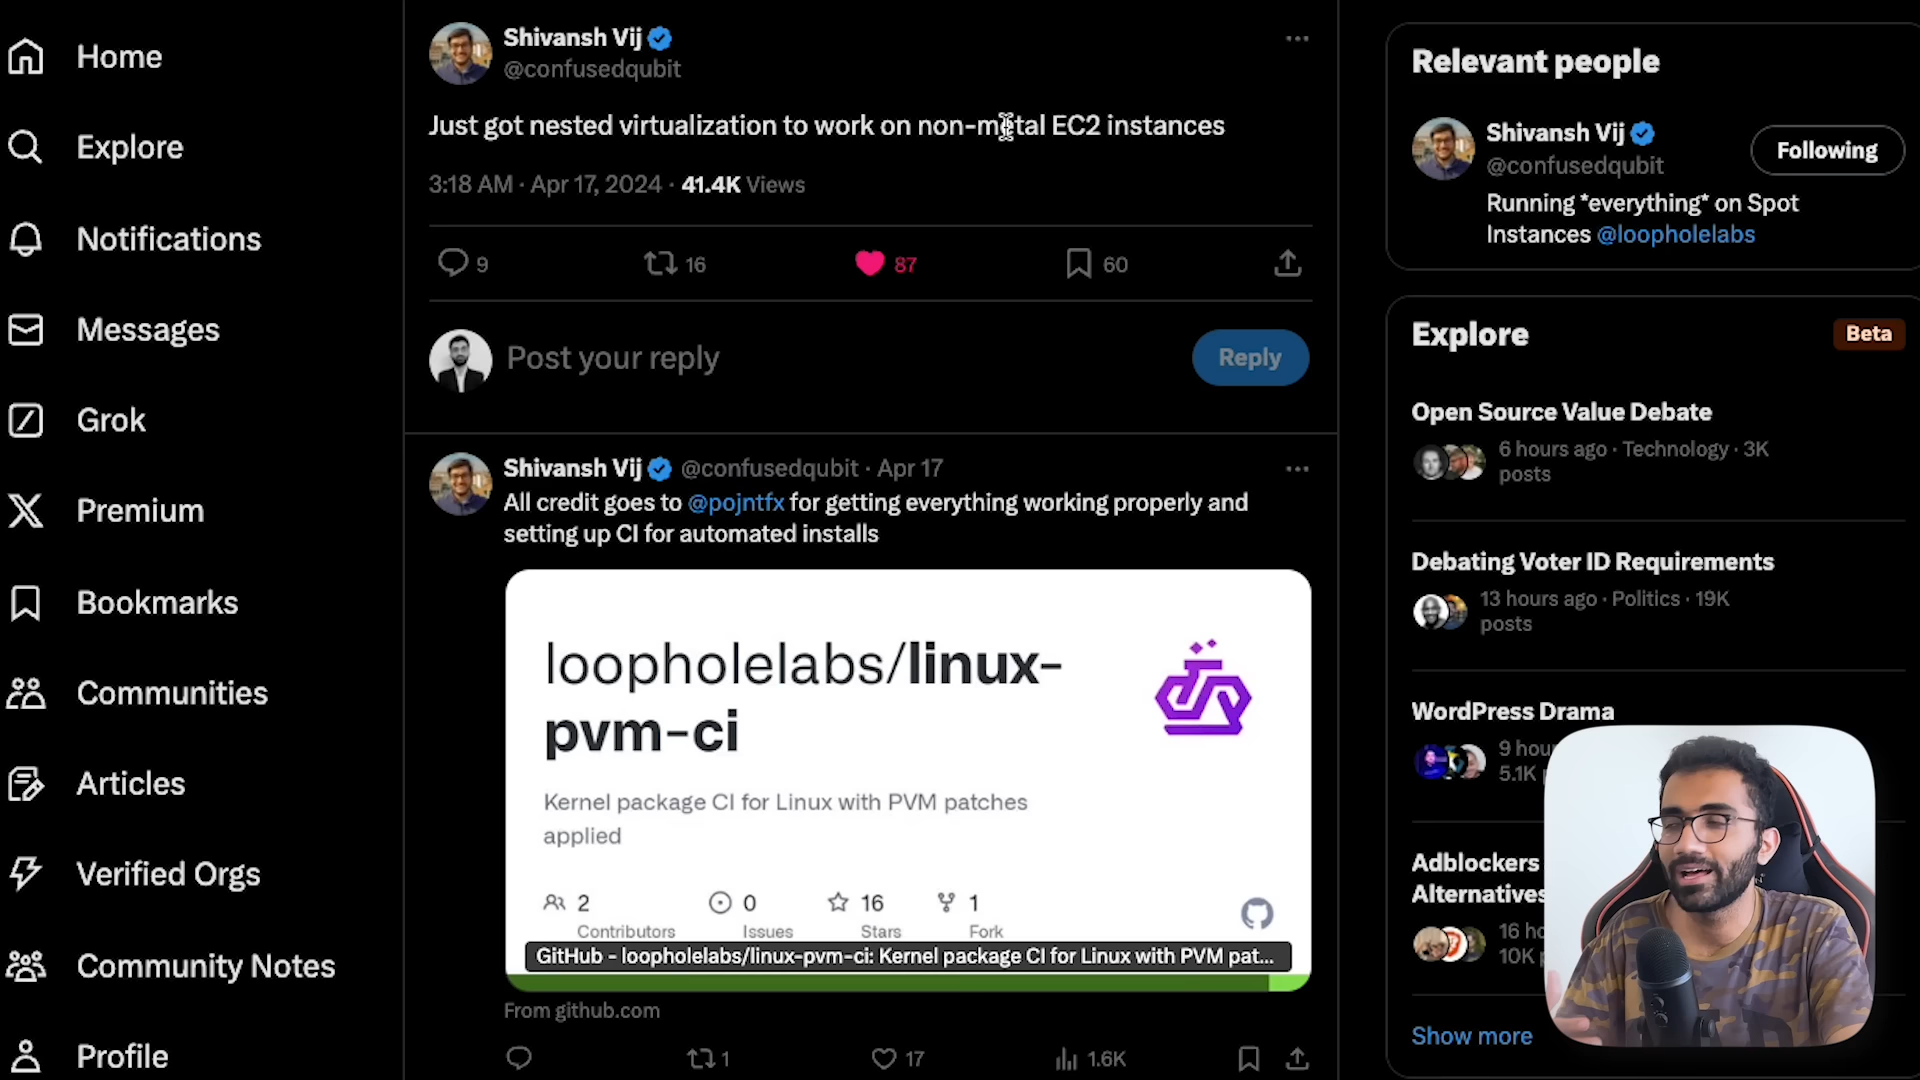 Home
Explore
Notifications
Messages
Grok
Premium
Bookmarks
Communities
Articles
Verified Orgs
Community Notes
Profile
Shivansh Vij
@confusedqubit
Just got nested virtualization to work on non-metal EC2 instances
3:18 AM · Apr 17, 2024 · 41.4K Views
9
16
87
60
Post your reply
Reply
Shivansh Vij @confusedqubit · Apr 17
All credit goes to @pojntfx for getting everything working properly and
setting up CI for automated installs
loopholelabs/linux-
pvm-ci
Kernel package CI for Linux with PVM patches
applied
2
Contributors
0
Issues
16
Stars
1
Fork
GitHub - loopholelabs/linux-pvm-ci: Kernel package CI for Linux with PVM pat...
From github.com
1
17
1.6K
Relevant people
Shivansh Vij
@confusedqubit
Following
Running *everything* on Spot
Instances @loopholelabs
Explore
Beta
Open Source Value Debate
6 hours ago · Technology · 3K
posts
Debating Voter ID Requirements
13 hours ago · Politics · 19K
posts
WordPress Drama
9 hou
5.1K
Adblockers
Alternatives
16 h
10K
Show more